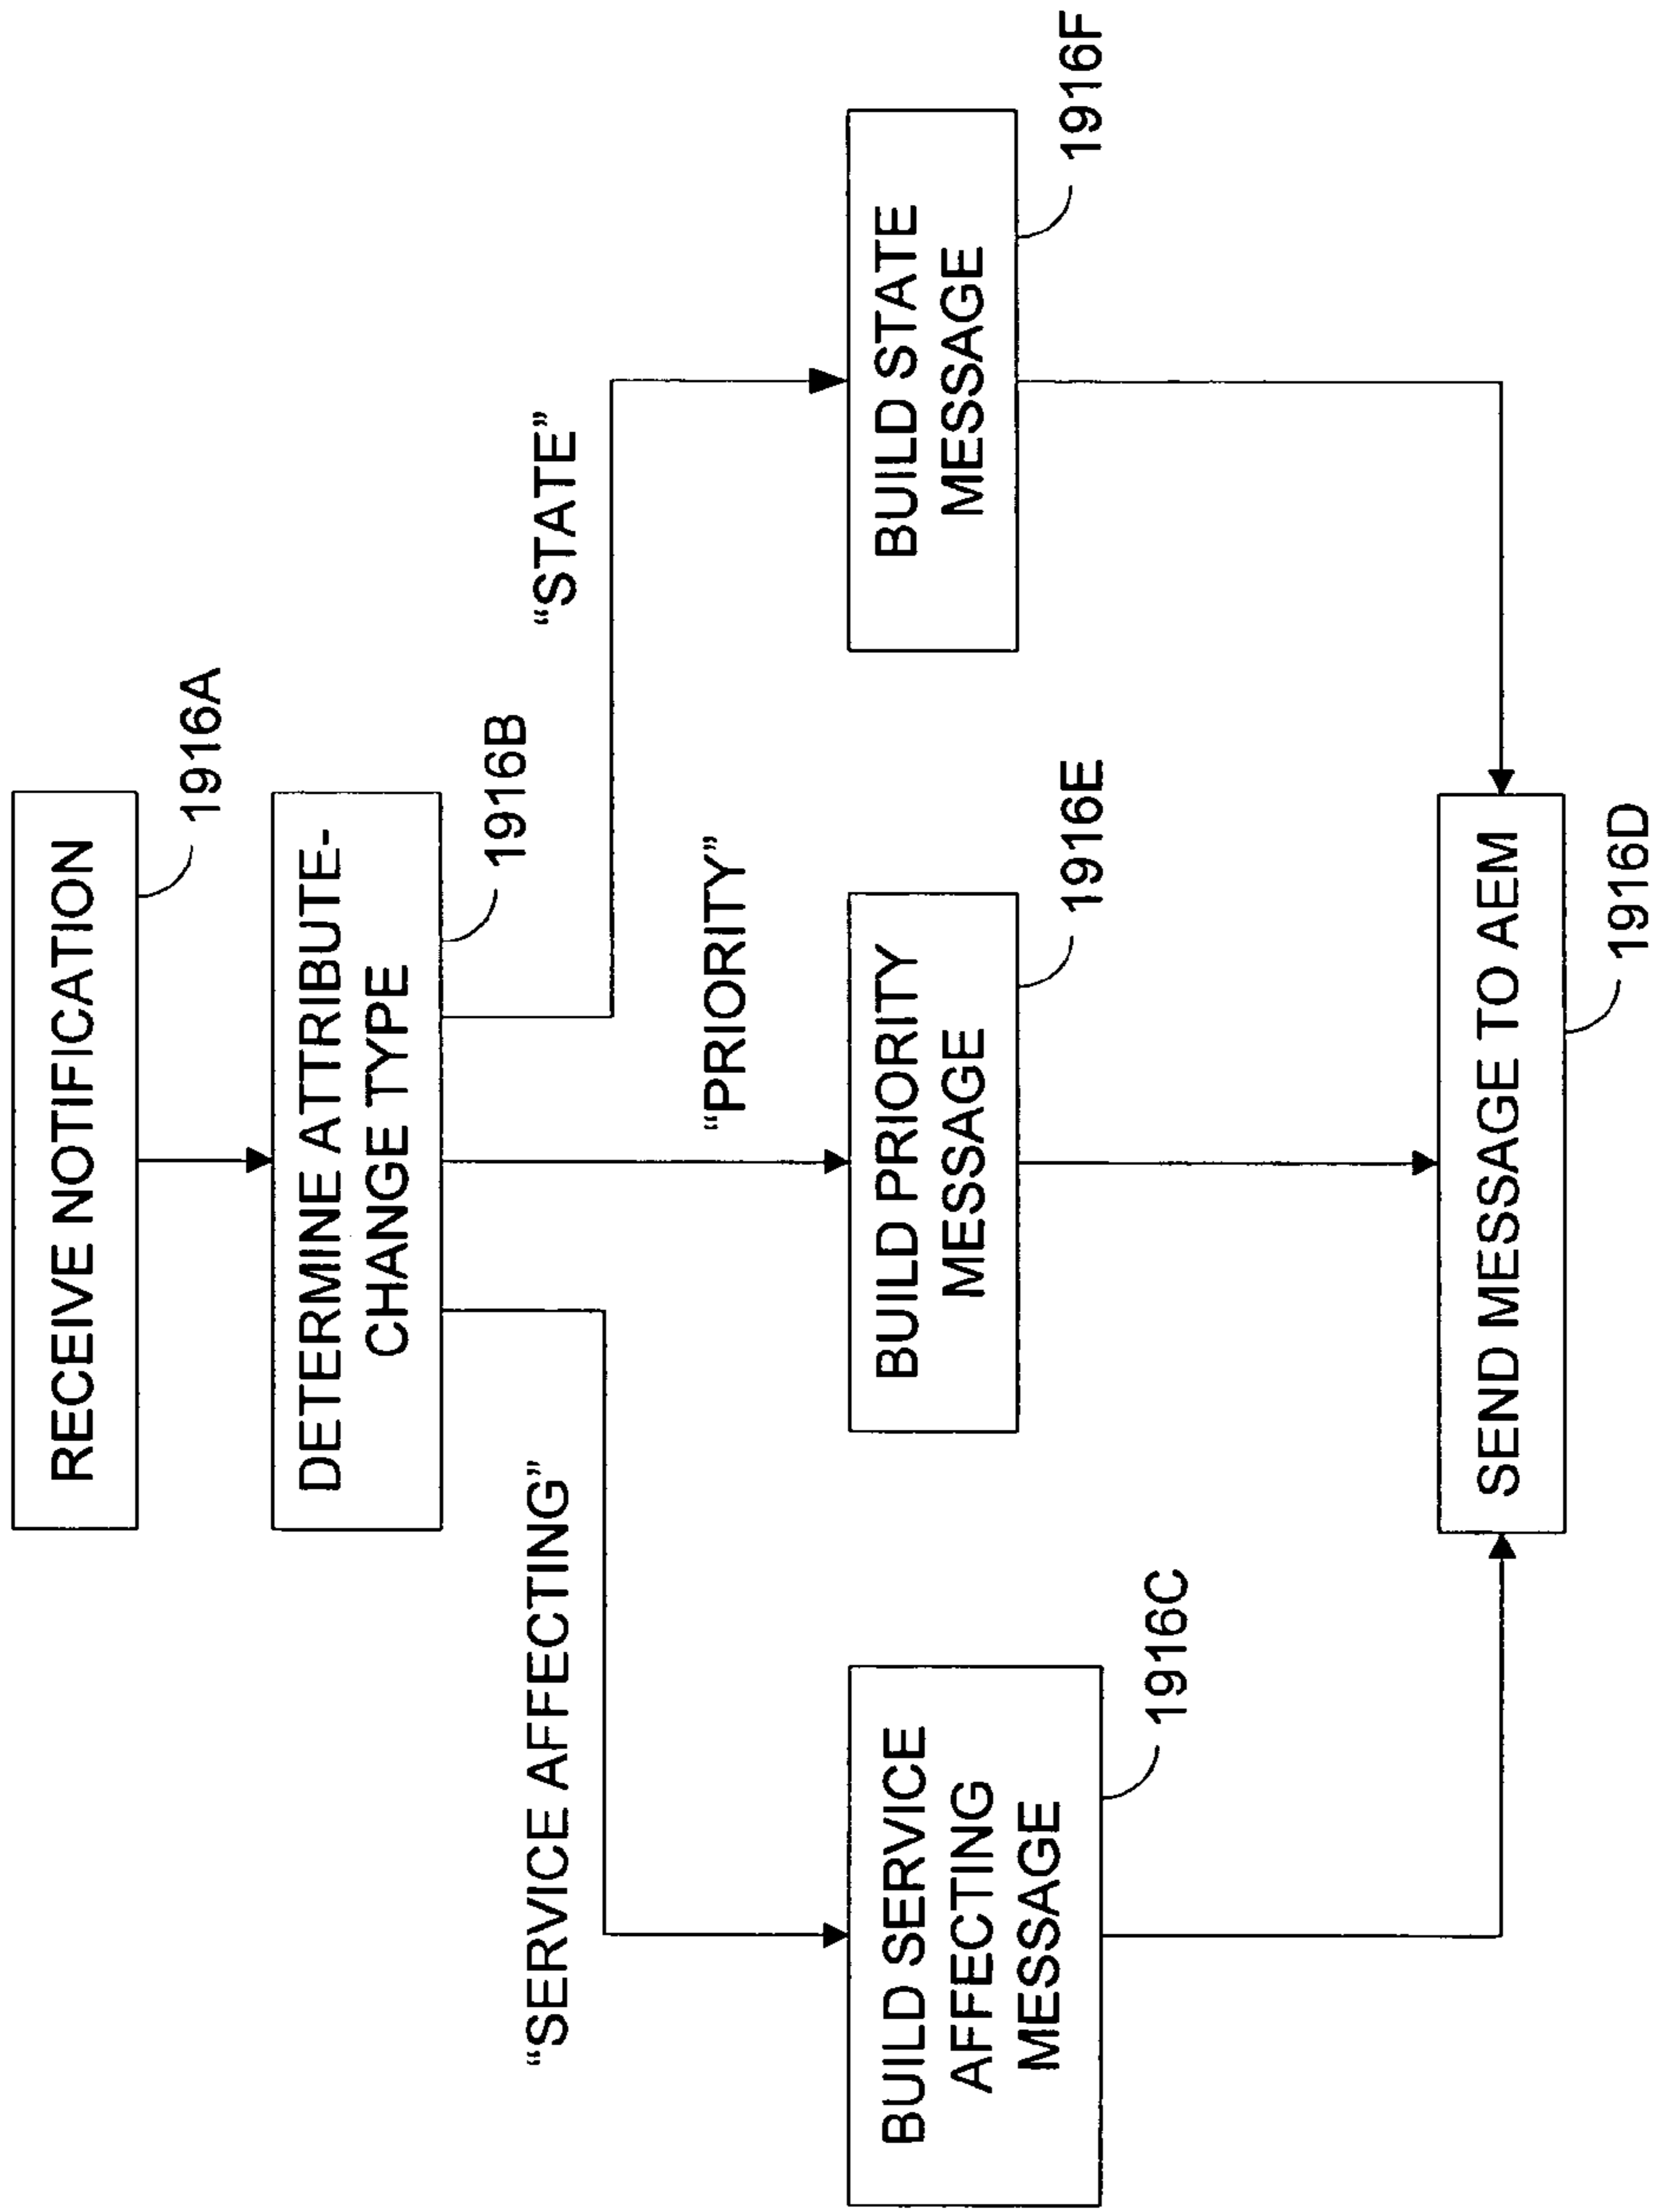 RECEIVE NOTIFICATION
1916A
DETERMINE ATTRIBUTE-
CHANGE TYPE
1916B
“SERVICE AFFECTING”
“PRIORITY”
“STATE”
BUILD SERVICE
AFFECTING
MESSAGE
1916C
BUILD PRIORITY
MESSAGE
1916E
BUILD STATE
MESSAGE
1916F
SEND MESSAGE TO AEM
1916D